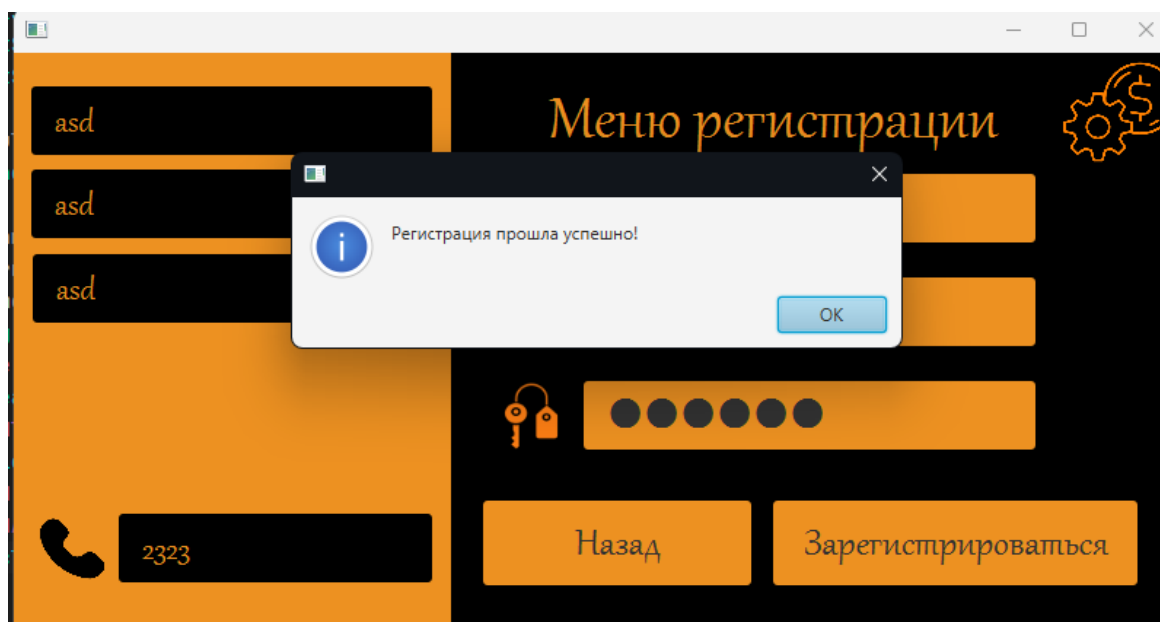 asd
asd
asd
2323
Меню регистрации
Регистрация прошла успешно!
OK
Назад
Зарегистрироваться